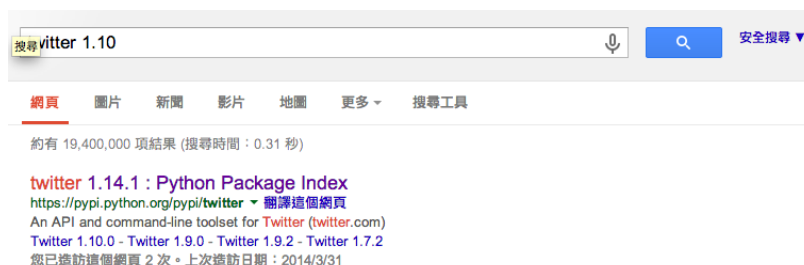 搜尋
twitter 1.10
安全搜尋 ▼
網頁 圖片 新聞 影片 地圖 更多 搜尋工具
約有 19,400,000 項結果 (搜尋時間：0.31 秒)
twitter 1.14.1 : Python Package Index
https://pypi.python.org/pypi/twitter ▼ 翻譯這個網頁
An API and command-line toolset for Twitter (twitter.com)
Twitter 1.10.0 - Twitter 1.9.0 - Twitter 1.9.2 - Twitter 1.7.2
您已造訪這個網頁 2 次。上次造訪日期：2014/3/31